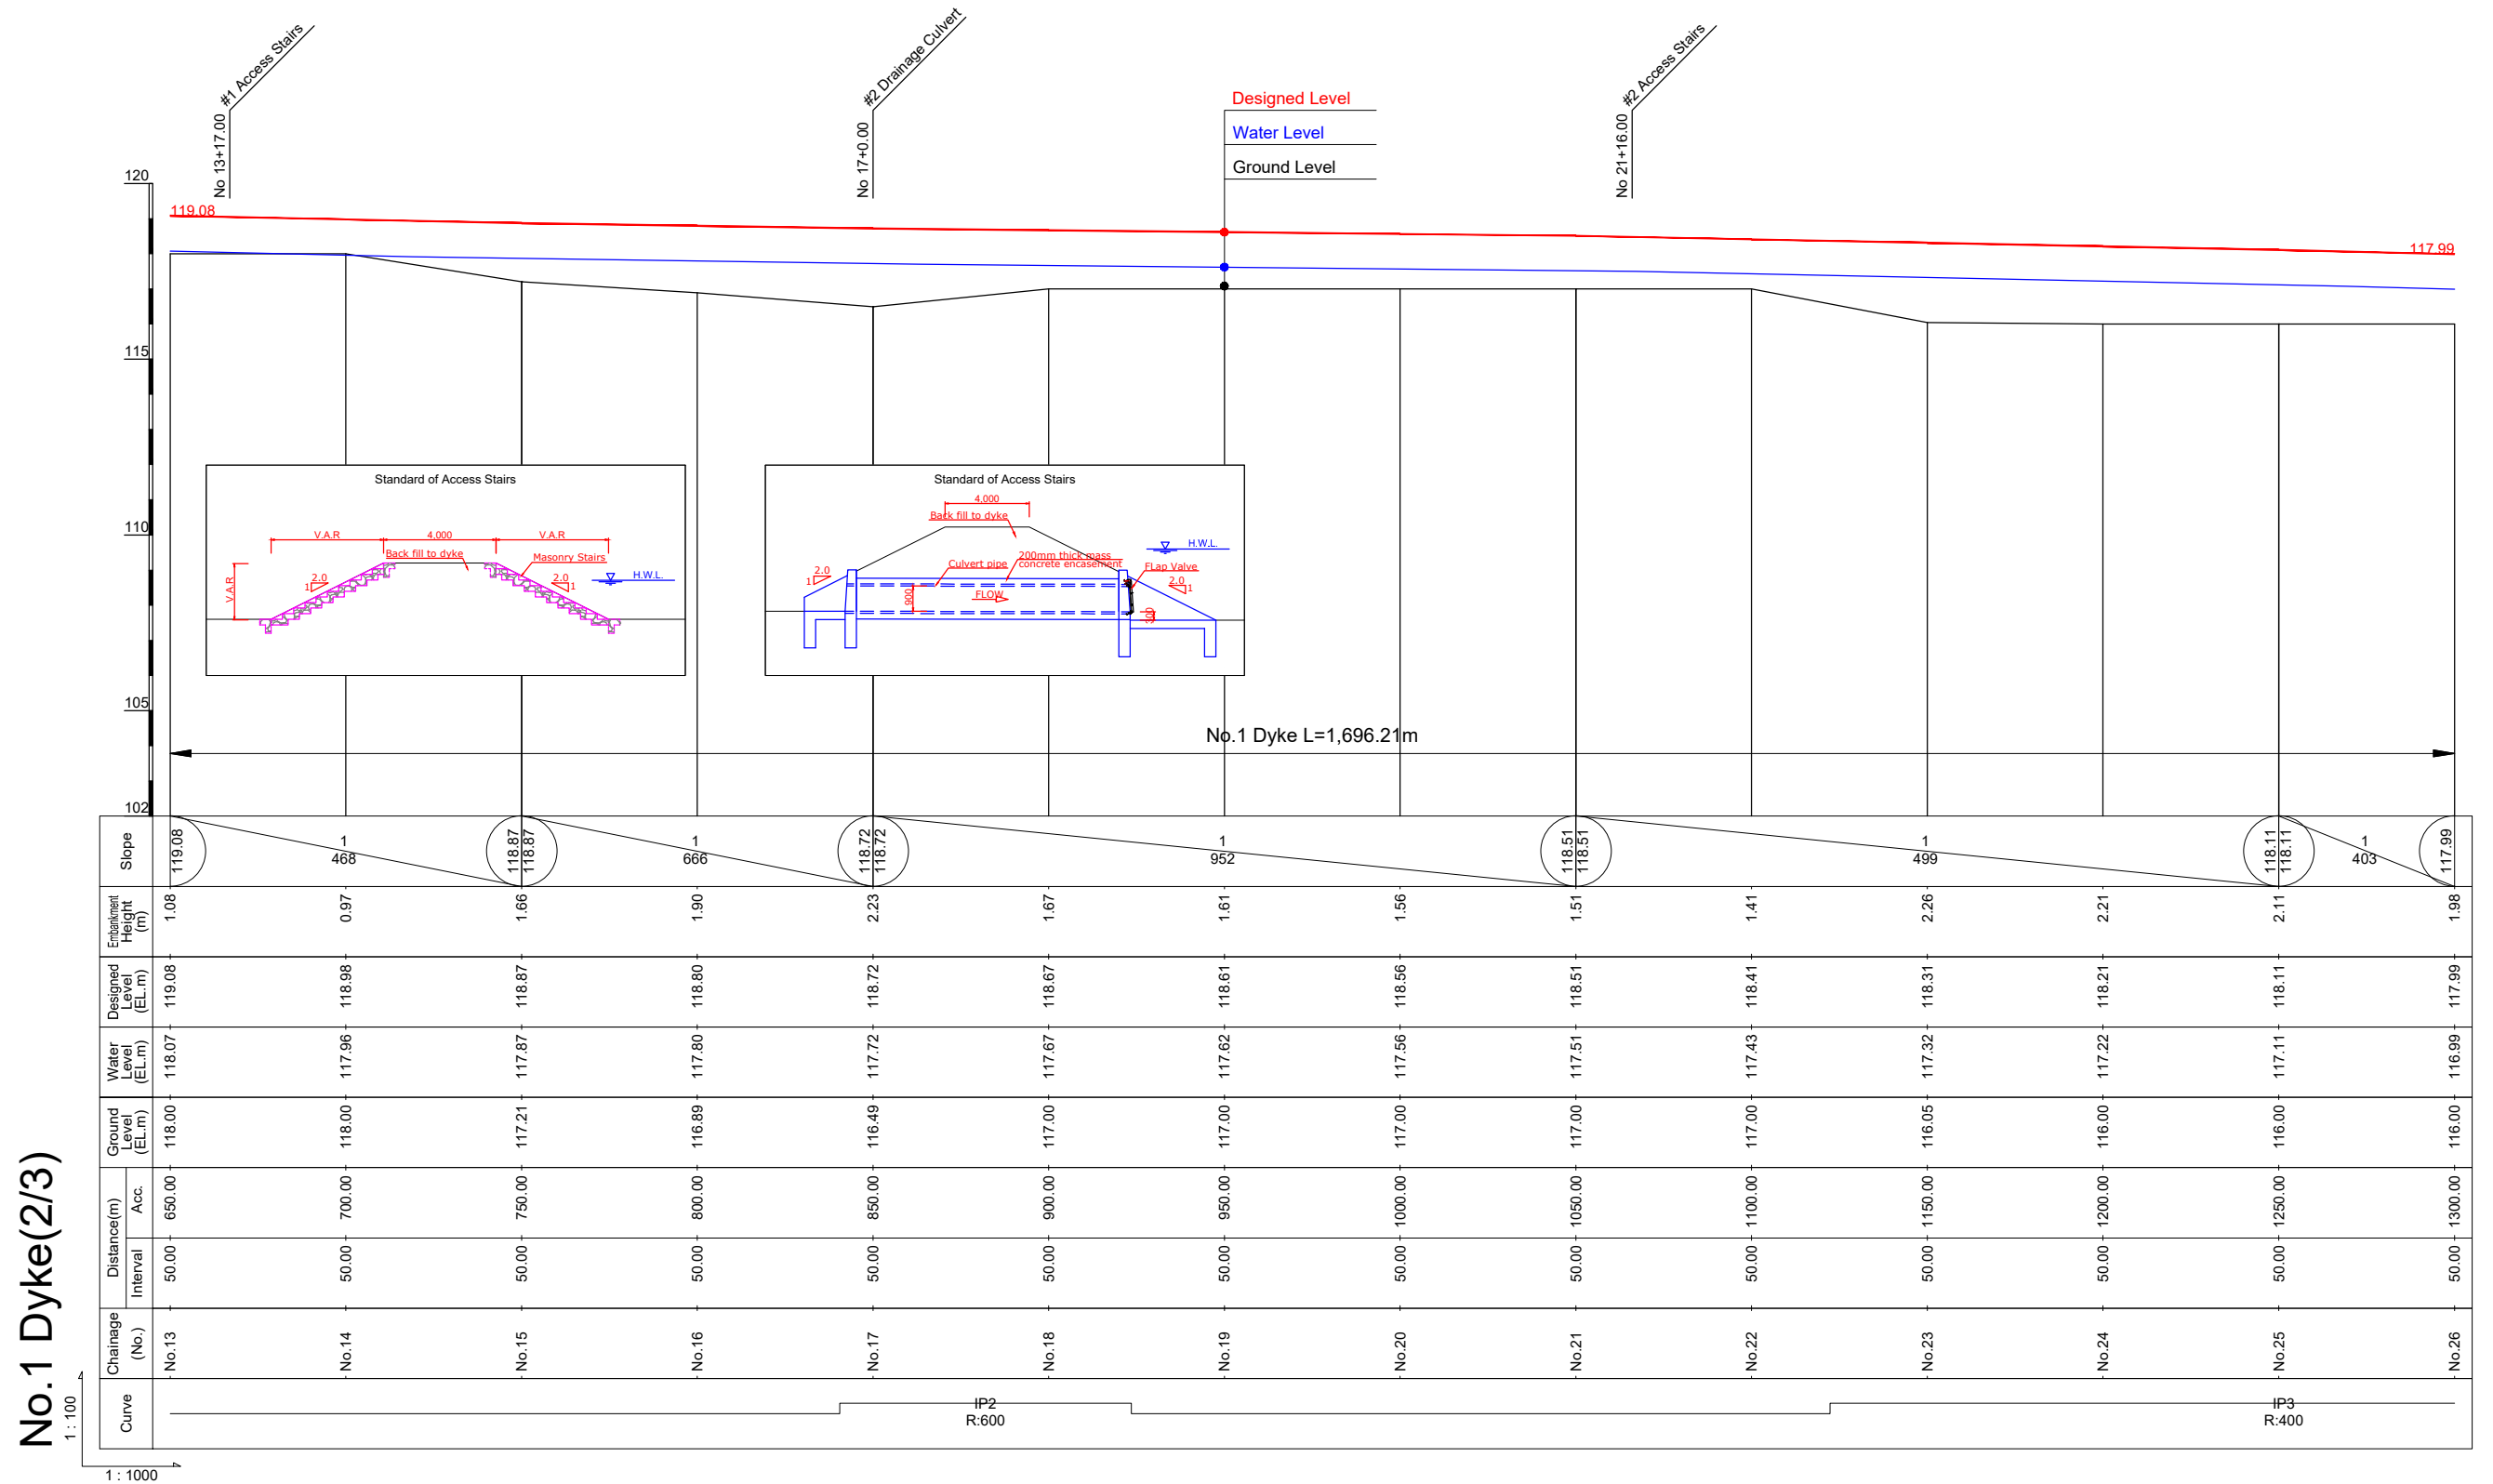 #1 Access Stairs
No 13+17.00
#2 Drainage Culvert
No 17+0.00
#2 Access Stairs
No 21+16.00
Designed Level
Water Level
Ground Level
120
115
110
105
102
119.08
117.99
Standard of Access Stairs
V.A.R
4,000
V.A.R
Back fill to dyke
Masonry Stairs
V.A.R
2.0
1
2.0
1
H.W.L.
Standard of Access Stairs
4,000
Back fill to dyke
H.W.L.
Culvert pipe
200mm thick mass
concrete encasement
FLap Valve
2.0
1
2.0
1
900
FLOW
300
No.1 Dyke L=1,696.21m
Slope
119.08
1
468
118.87
118.87
1
666
118.72
118.72
1
952
118.51
118.51
1
499
118.11
118.11
1
403
117.99
Embankment
Height
(m)
1.08 0.97 1.66 1.90 2.23 1.67 1.61 1.56 1.51 1.41 2.26 2.21 2.11 1.98
Designed
Level
(EL.m)
119.08 118.98 118.87 118.80 118.72 118.67 118.61 118.56 118.51 118.41 118.31 118.21 118.11 117.99
Water
Level
(EL.m)
118.07 117.96 117.87 117.80 117.72 117.67 117.62 117.56 117.51 117.43 117.32 117.22 117.11 116.99
Ground
Level
(EL.m)
118.00 118.00 117.21 116.89 116.49 117.00 117.00 117.00 117.00 117.00 116.05 116.00 116.00 116.00
Distance(m)
Acc.
6500.00 7000.00 7500.00 8000.00 8500.00 9000.00 9500.00 10000.00 10500.00 11000.00 11500.00 12000.00 12500.00 13000.00
Interval
50.00 50.00 50.00 50.00 50.00 50.00 50.00 50.00 50.00 50.00 50.00 50.00 50.00 50.00
Chainage
(No.)
No.13 No.14 No.15 No.16 No.17 No.18 No.19 No.20 No.21 No.22 No.23 No.24 No.25 No.26
Curve
IP2
R:600
IP3
R:400
No.1 Dyke(2/3)
1 : 100
1 : 1000